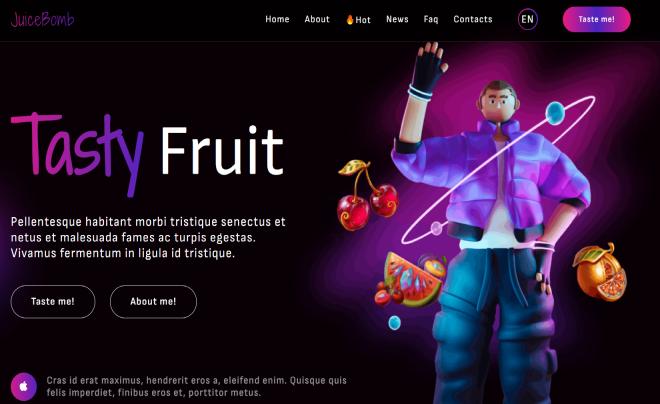 JuiceBomb
Home About Hot News Faq Contacts EN Taste me!
Tasty Fruit
Pellentesque habitant morbi tristique senectus et
netus et malesuada fames ac turpis egestas.
Vivamus fermentum in ligula id tristique.
Taste me! About me!
Cras id erat maximus, hendrerit eros a, eleifend enim. Quisque quis
felis imperdiet, finibus eros et, porttitor metus.